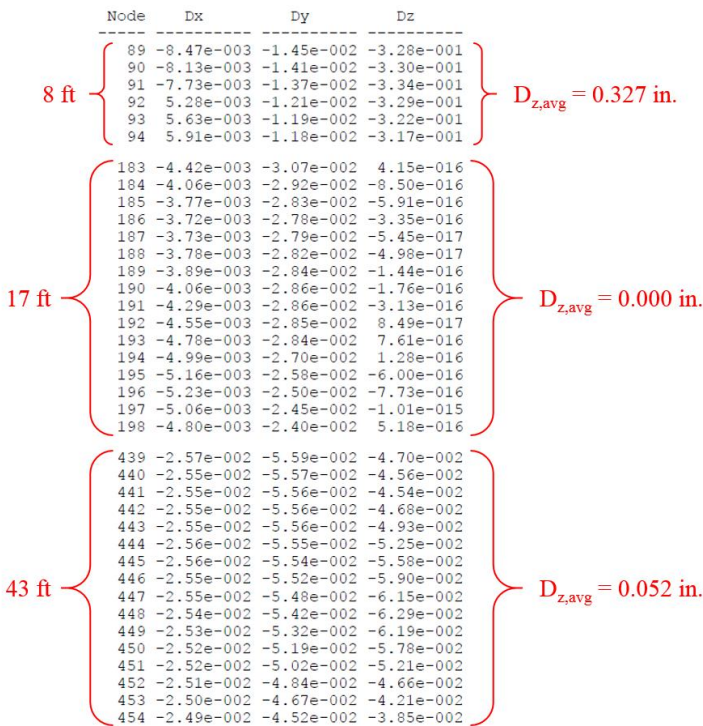 Node Dx Dy Dz
----- ---------- ---------- ----------
89 -8.47e-003 -1.45e-002 -3.28e-001
90 -8.13e-003 -1.41e-002 -3.30e-001
8 ft 91 -7.73e-003 -1.37e-002 -3.34e-001 Dz,avg = 0.327 in.
92 5.28e-003 -1.21e-002 -3.29e-001
93 5.63e-003 -1.19e-002 -3.22e-001
94 5.91e-003 -1.18e-002 -3.17e-001
183 -4.42e-003 -3.07e-002 4.15e-016
184 -4.06e-003 -2.92e-002 -8.50e-016
185 -3.77e-003 -2.83e-002 -5.91e-016
186 -3.72e-003 -2.78e-002 -3.35e-016
187 -3.73e-003 -2.79e-002 -5.45e-017
188 -3.78e-003 -2.82e-002 -4.98e-017
189 -3.89e-003 -2.84e-002 -1.44e-016
190 -4.06e-003 -2.86e-002 -1.76e-016
17 ft 191 -4.29e-003 -2.86e-002 -3.13e-016 Dz,avg = 0.000 in.
192 -4.55e-003 -2.85e-002 8.49e-017
193 -4.78e-003 -2.84e-002 7.61e-016
194 -4.99e-003 -2.70e-002 1.28e-016
195 -5.16e-003 -2.58e-002 -6.00e-016
196 -5.23e-003 -2.50e-002 -7.73e-016
197 -5.06e-003 -2.45e-002 -1.01e-015
198 -4.80e-003 -2.40e-002 5.18e-016
439 -2.57e-002 -5.59e-002 -4.70e-002
440 -2.55e-002 -5.57e-002 -4.56e-002
441 -2.55e-002 -5.56e-002 -4.54e-002
442 -2.55e-002 -5.56e-002 -4.68e-002
443 -2.55e-002 -5.56e-002 -4.93e-002
444 -2.56e-002 -5.55e-002 -5.25e-002
445 -2.56e-002 -5.54e-002 -5.58e-002
446 -2.55e-002 -5.52e-002 -5.90e-002
43 ft 447 -2.55e-002 -5.48e-002 -6.15e-002 Dz,avg = 0.052 in.
448 -2.54e-002 -5.42e-002 -6.29e-002
449 -2.53e-002 -5.32e-002 -6.19e-002
450 -2.52e-002 -5.19e-002 -5.78e-002
451 -2.52e-002 -5.02e-002 -5.21e-002
452 -2.51e-002 -4.84e-002 -4.66e-002
453 -2.50e-002 -4.67e-002 -4.21e-002
454 -2.49e-002 -4.52e-002 -3.85e-002